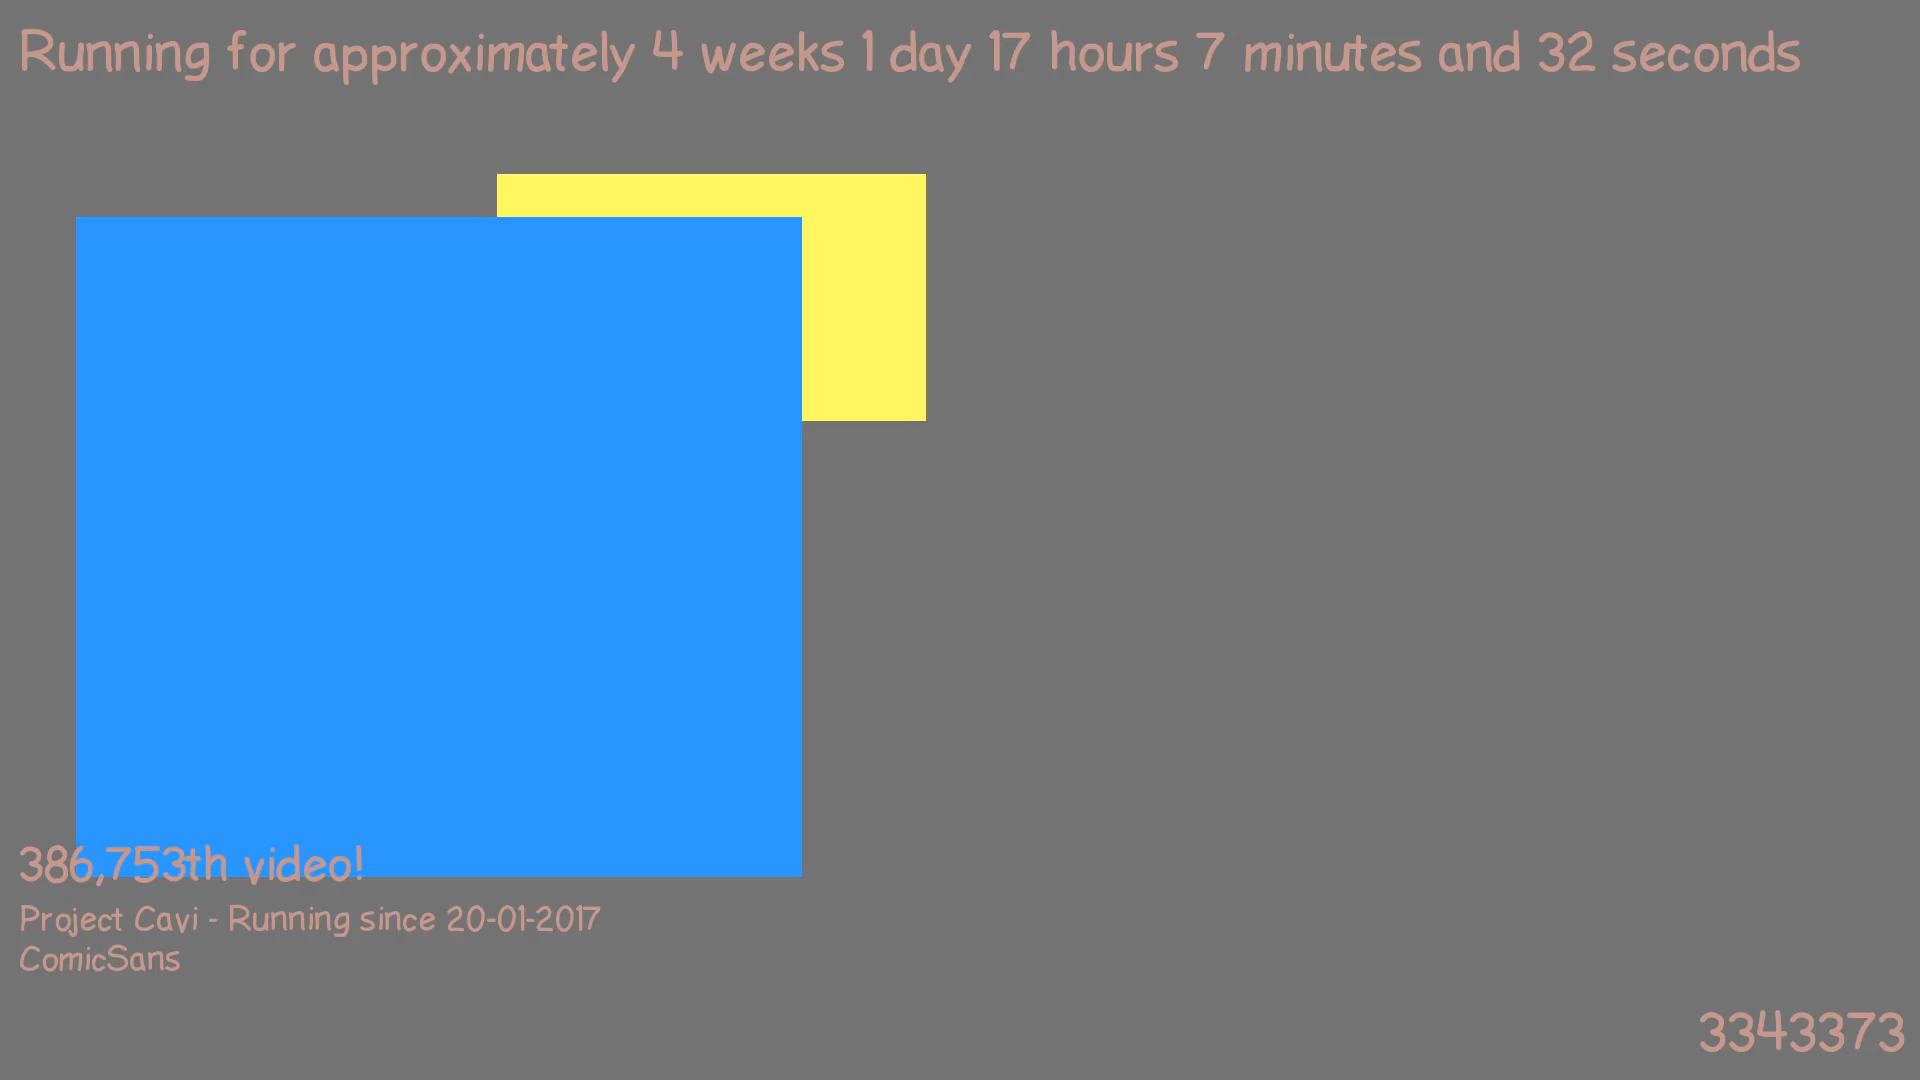 Running for approximately 4 weeks 1 day 17 hours 7 minutes and 32 seconds
386,753th video!
Project Cavi - Running since 20-01-2017
ComicSans
3343373